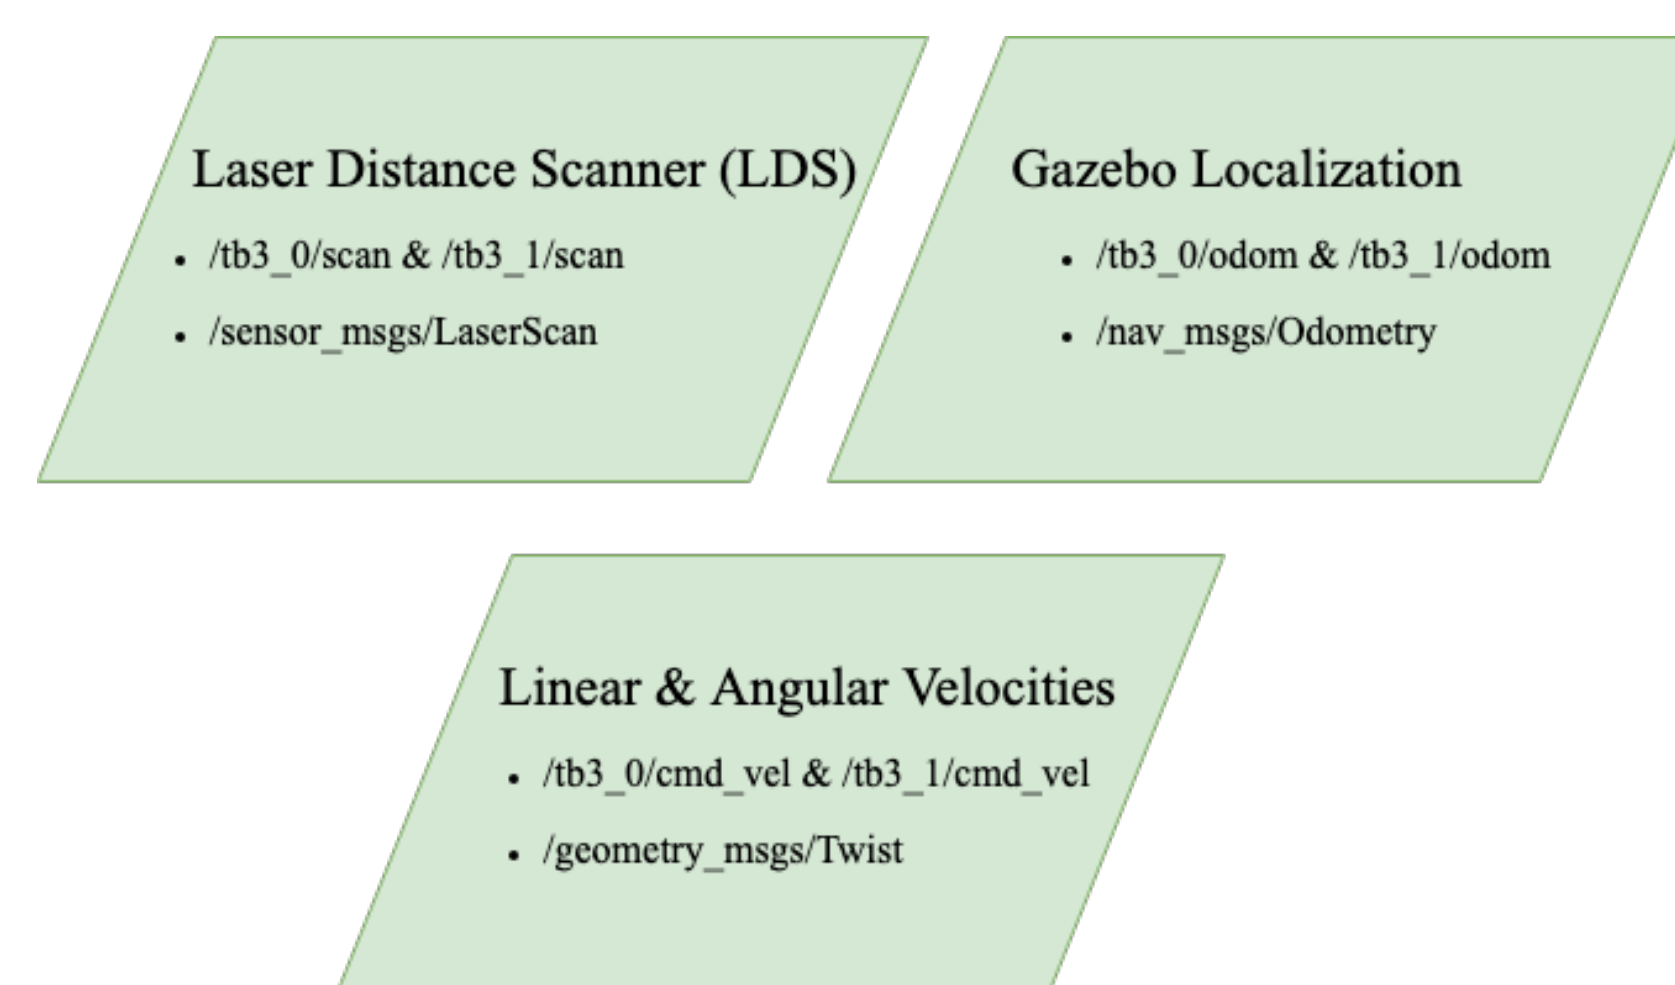 Laser Distance Scanner (LDS)
• /tb3_0/scan & /tb3_1/scan
• /sensor_msgs/LaserScan
Gazebo Localization
• /tb3_0/odom & /tb3_1/odom
• /nav_msgs/Odometry
Linear & Angular Velocities
• /tb3_0/cmd_vel & /tb3_1/cmd_vel
• /geometry_msgs/Twist